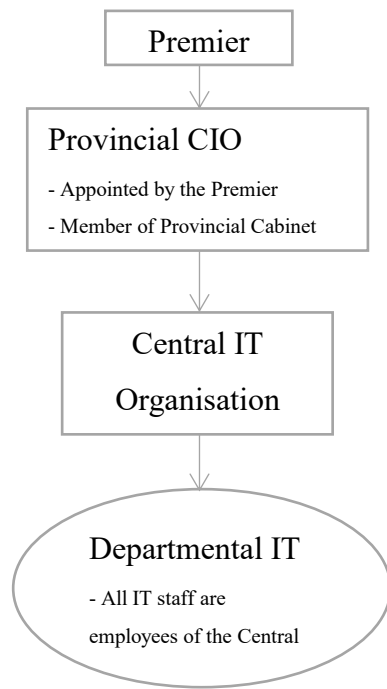 Premier
Provincial CIO
- Appointed by the Premier
- Member of Provincial Cabinet
Central IT
Organisation
Departmental IT
- All IT staff are
employees of the Central